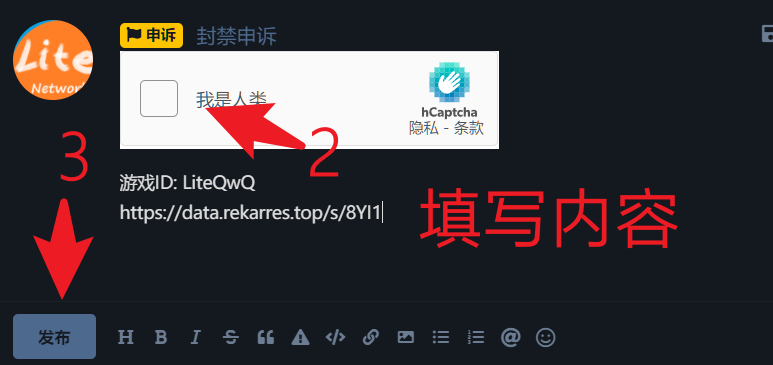 Lite
Network
申诉 封禁申诉
我是人类
hCaptcha
隐私 - 条款
2
3
游戏ID: LiteQwQ
https://data.rekarres.top/s/8YI1
填写内容
发布